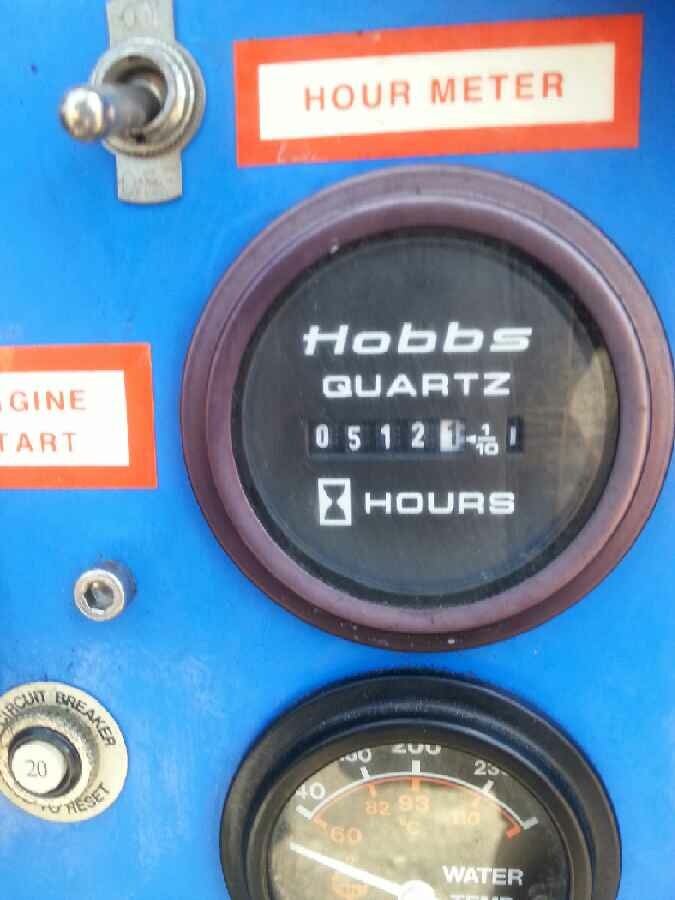 HOUR METER
Hobbs
QUARTZ
0 5 1 2 1/10
HOURS
GINE
TART
CIRCUIT BREAKER
20
RESET
200
82 93
°C
60
WATER